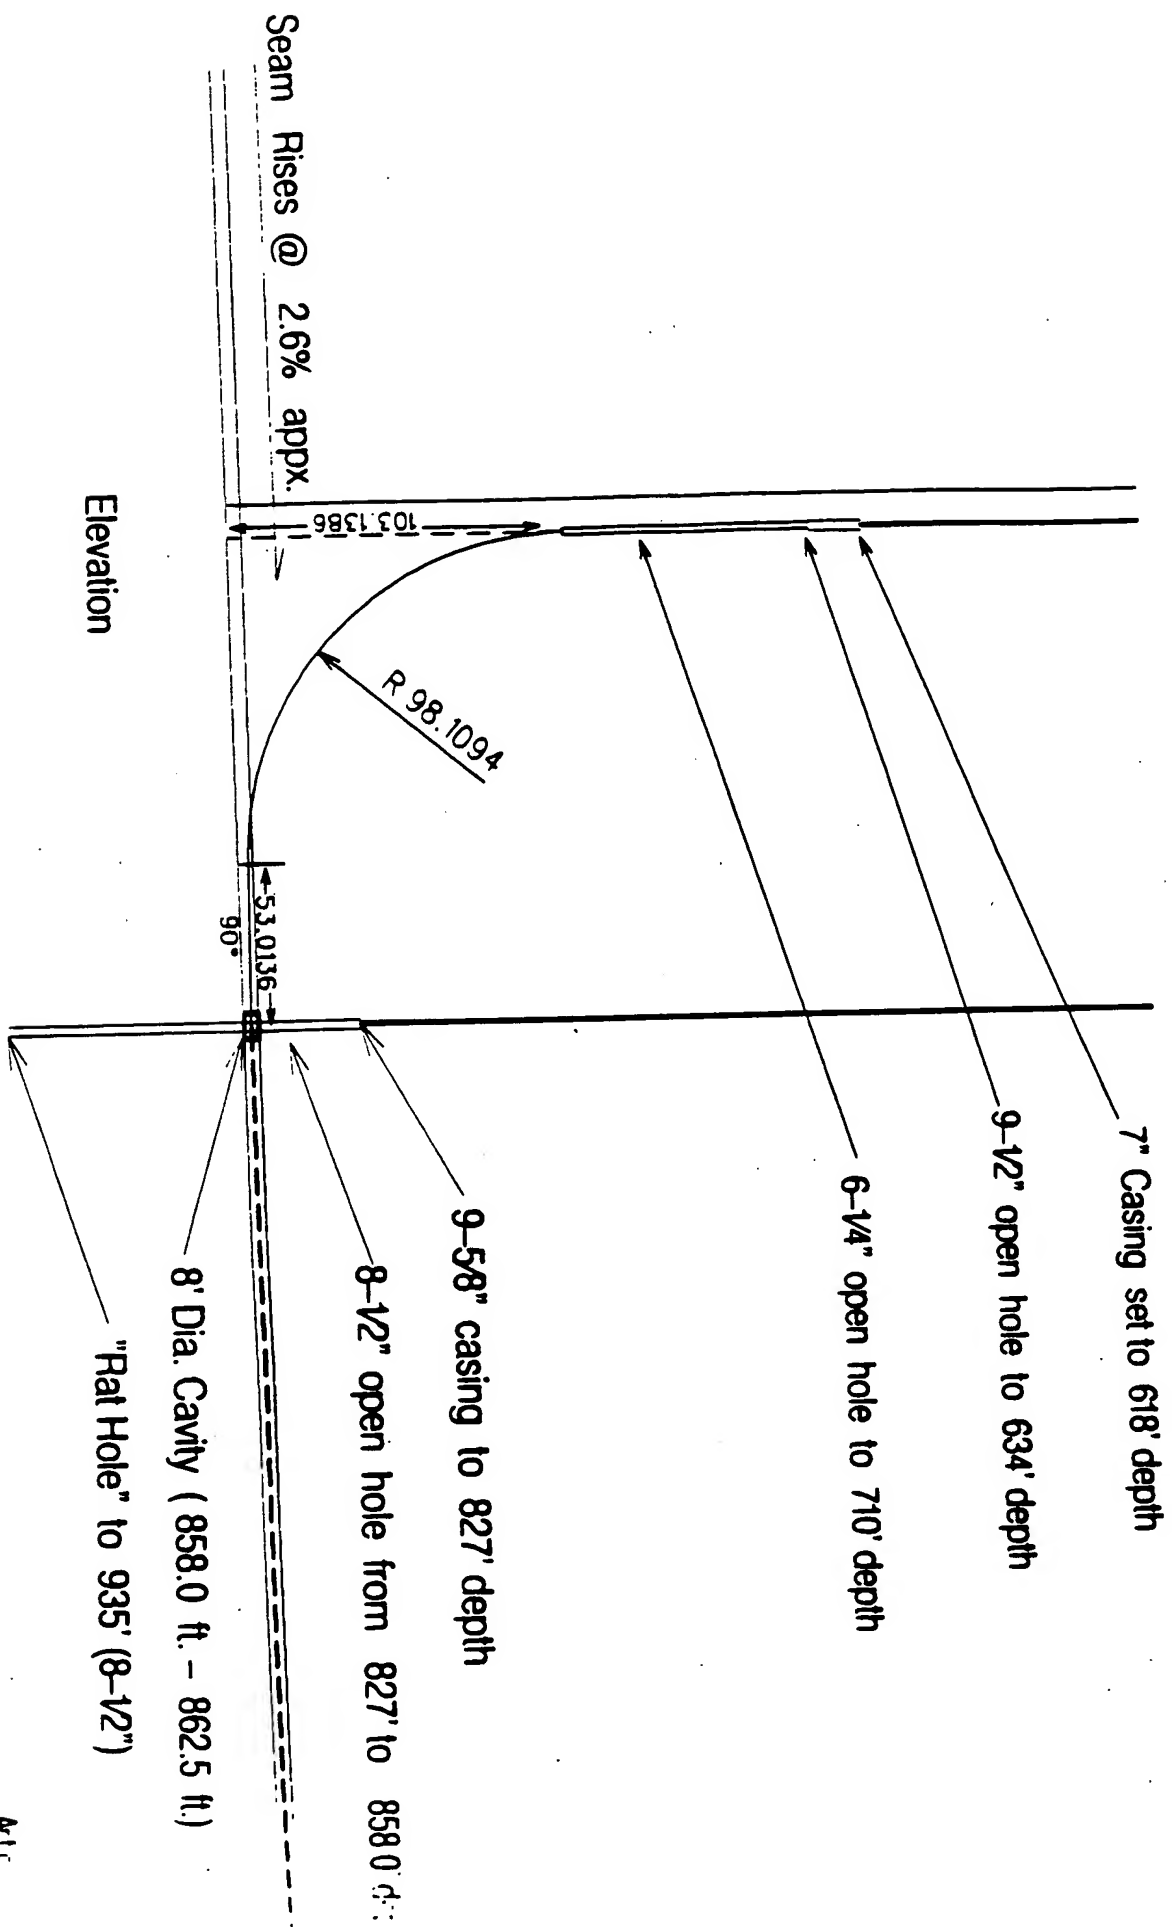 7" Casing set to 618' depth
9-1/2" open hole to 634' depth
6-1/4" open hole to 710' depth
9-5/8" casing to 827' depth
8-1/2" open hole from 827' to 858.0'
8' Dia. Cavity ( 858.0 ft. - 862.5 ft.)
"Rat Hole" to 935' (8-1/2")
R 98.1094
103.1386
53.0136
90°
Seam Rises @ 2.6% appx.
Elevation